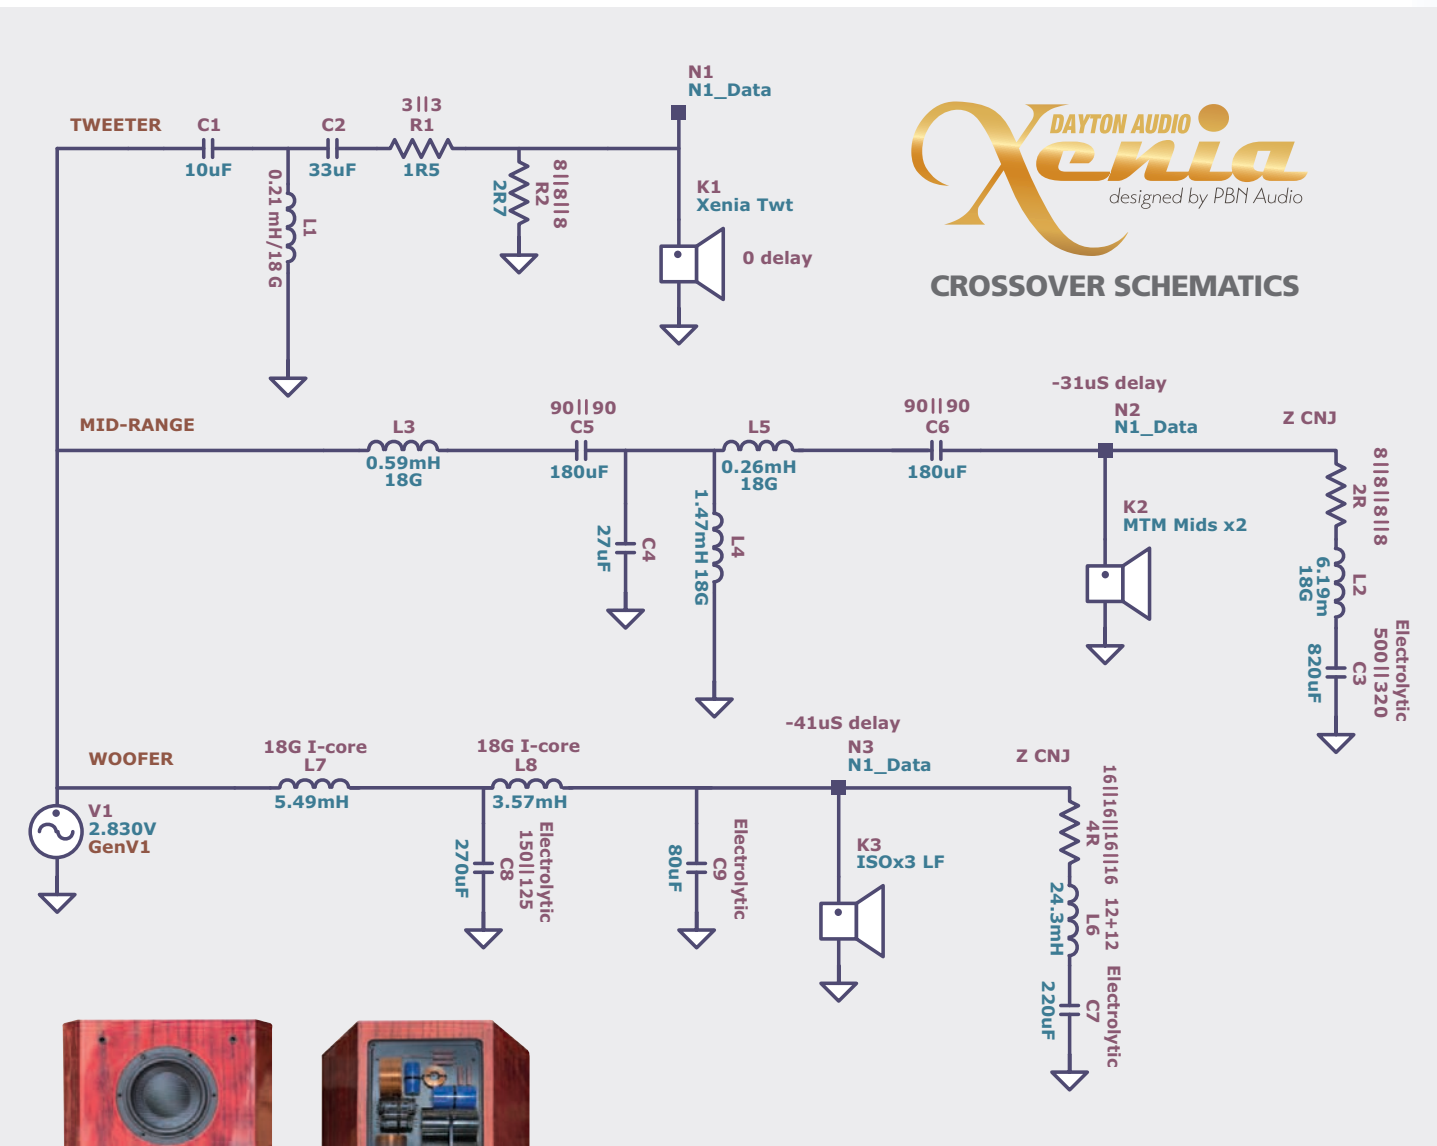 DAYTON AUDIO
Xenia
designed by PBN Audio
CROSSOVER SCHEMATICS
TWEETER
C1
10uF
0.21 mH/18 G
L1
C2
33uF
3||3
R1
1R5
8||8||8
R2
2R7
N1
N1_Data
K1
Xenia Twt
0 delay
MID-RANGE
L3
0.59mH
18G
90||90
C5
180uF
C4
27uF
L4
1.47mH 18G
L5
0.26mH
18G
90||90
C6
180uF
-31uS delay
N2
N1_Data
K2
MTM Mids x2
Z CNJ
8||8||8||8
2R
L2
6.19m
18G
Electrolytic
500||320
C3
820uF
WOOFER
V1
2.830V
GenV1
18G I-core
L7
5.49mH
18G I-core
L8
3.57mH
Electrolytic
150||125
C8
270uF
Electrolytic
C9
80uF
-41uS delay
N3
N1_Data
K3
ISOx3 LF
Z CNJ
16||16||16||16
4R
12+12
L6
24.3mH
Electrolytic
C7
220uF